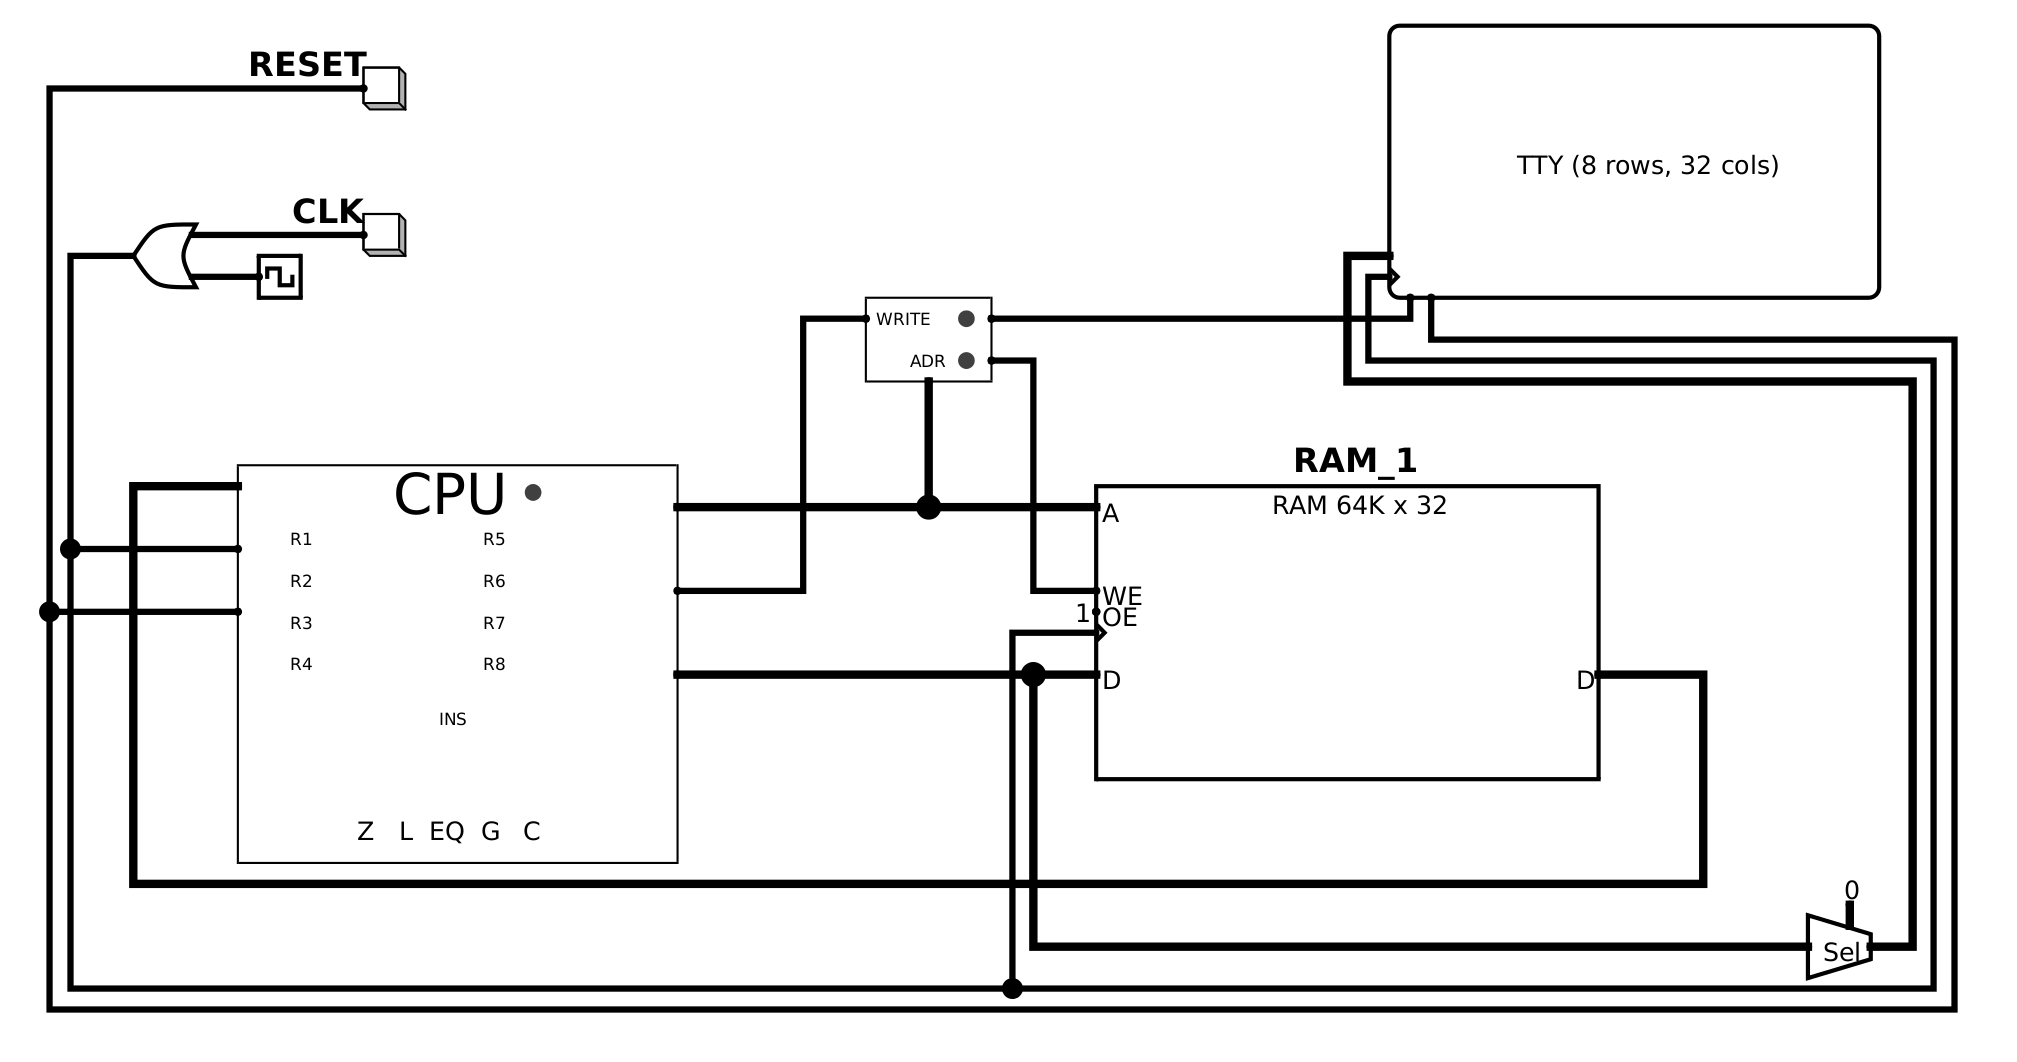 RESET
TTY (8 rows, 32 cols)
CLK
WRITE
ADR
RAM_1
CPU
RAM 64K x 32
A
R1 R5
R2 R6
WE
1 OE
R3 R7
R4 R8
D D
INS
Z L EQ G C
0
Sel